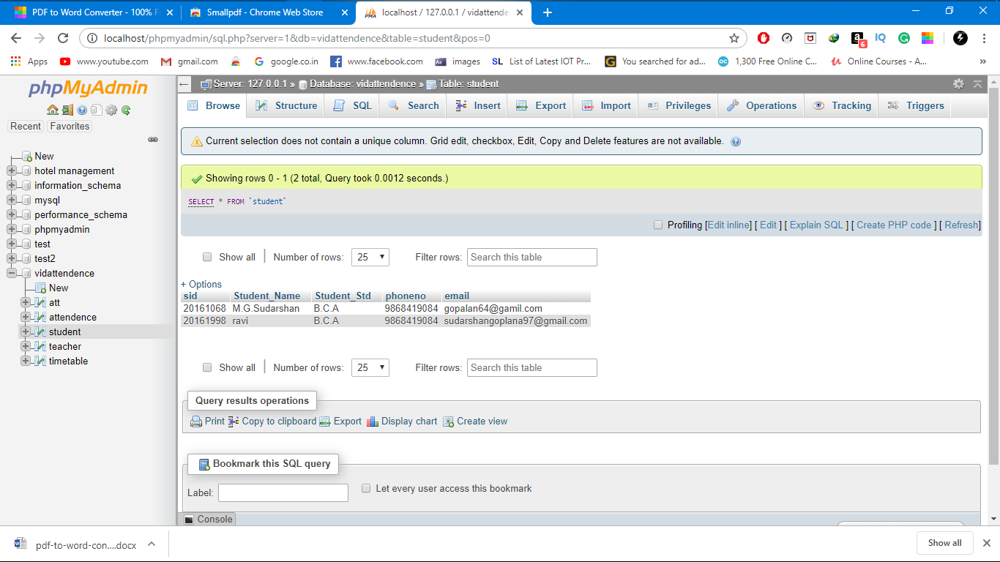 PDF to Word Converter - 100% F
Smallpdf - Chrome Web Store
localhost / 127.0.0.1 / vidattende
localhost/phpmyadmin/sql.php?server=1&db=vidattendence&table=student&pos=0
6
IQ
Apps
www.youtube.com
gmail.com
google.co.in
www.facebook.com
images
SL List of Latest IOT Pr...
You searched for ad...
1,300 Free Online C...
Online Courses - A...
»
phpMyAdmin
Recent
Favorites
New
hotel management
information_schema
mysql
performance_schema
phpmyadmin
test
test2
vidattendence
New
att
attendence
student
teacher
timetable
Server: 127.0.0.1 » Database: vidattendence » Table: student
Browse
Structure
SQL
Search
Insert
Export
Import
Privileges
Operations
Tracking
Triggers
Current selection does not contain a unique column. Grid edit, checkbox, Edit, Copy and Delete features are not available.
Showing rows 0 - 1 (2 total, Query took 0.0012 seconds.)
SELECT * FROM `student`
Profiling [Edit inline] [ Edit ] [ Explain SQL ] [ Create PHP code ] [ Refresh]
Show all | Number of rows: 25 Filter rows: Search this table
+ Options
sid Student_Name Student_Std phoneno email
20161068 M.G.Sudarshan B.C.A 9868419084 gopalan64@gamil.com
20161998 ravi B.C.A 9868419084 sudarshangoplana97@gmail.com
Show all | Number of rows: 25 Filter rows: Search this table
Query results operations
Print Copy to clipboard Export Display chart Create view
Bookmark this SQL query
Label:
Let every user access this bookmark
Console
pdf-to-word-con....docx
Show all